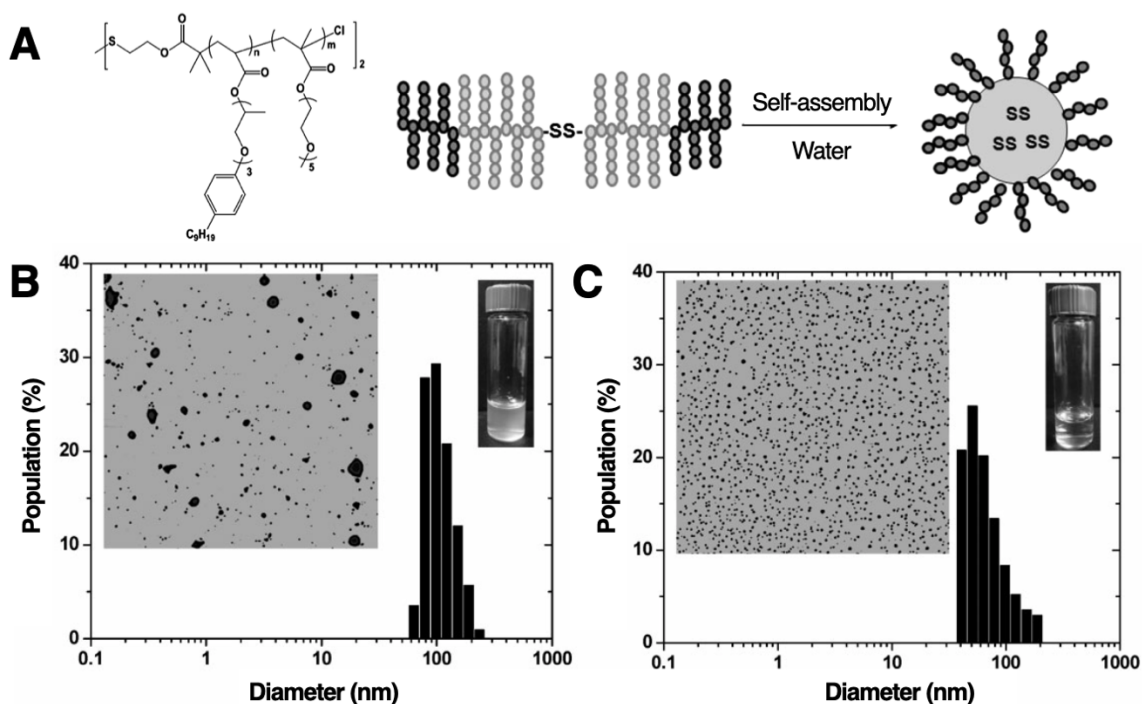 A
S
O
O
n
m
Cl
2
O
O
O
O
O
O
3
5
C₉H₁₉
-SS-
Self-assembly
Water
SS
SS SS
B
40
30
20
10
0
Population (%)
0.1 1 10 100 1000
Diameter (nm)
C
40
30
20
10
0
Population (%)
0.1 1 10 100 1000
Diameter (nm)